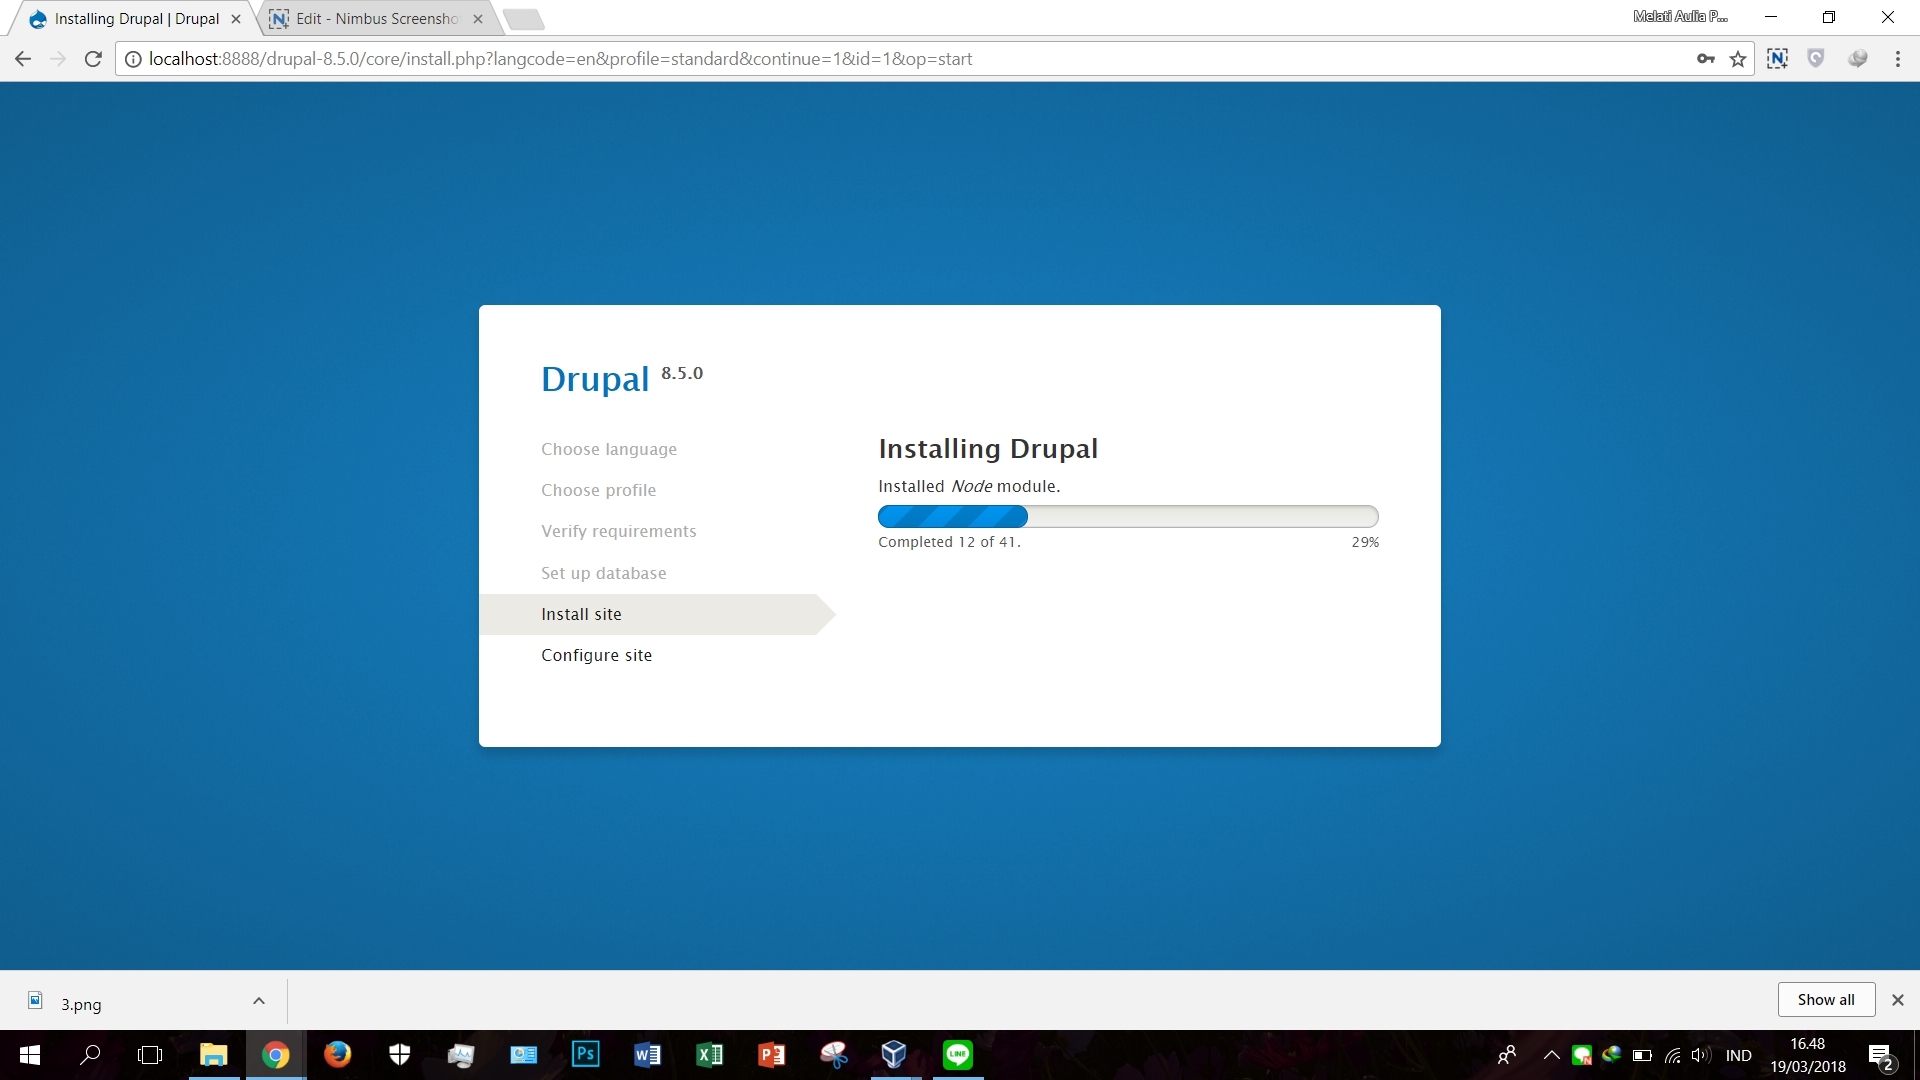 Installing Drupal | Drupal
Edit - Nimbus Screensho
Melati Aulia P...
localhost:8888/drupal-8.5.0/core/install.php?langcode=en&profile=standard&continue=1&id=1&op=start
Drupal 8.5.0
Choose language
Choose profile
Verify requirements
Set up database
Install site
Configure site
Installing Drupal
Installed Node module.
Completed 12 of 41.
29%
3.png
Show all
Ps
LINE
IND
16.48
19/03/2018
2